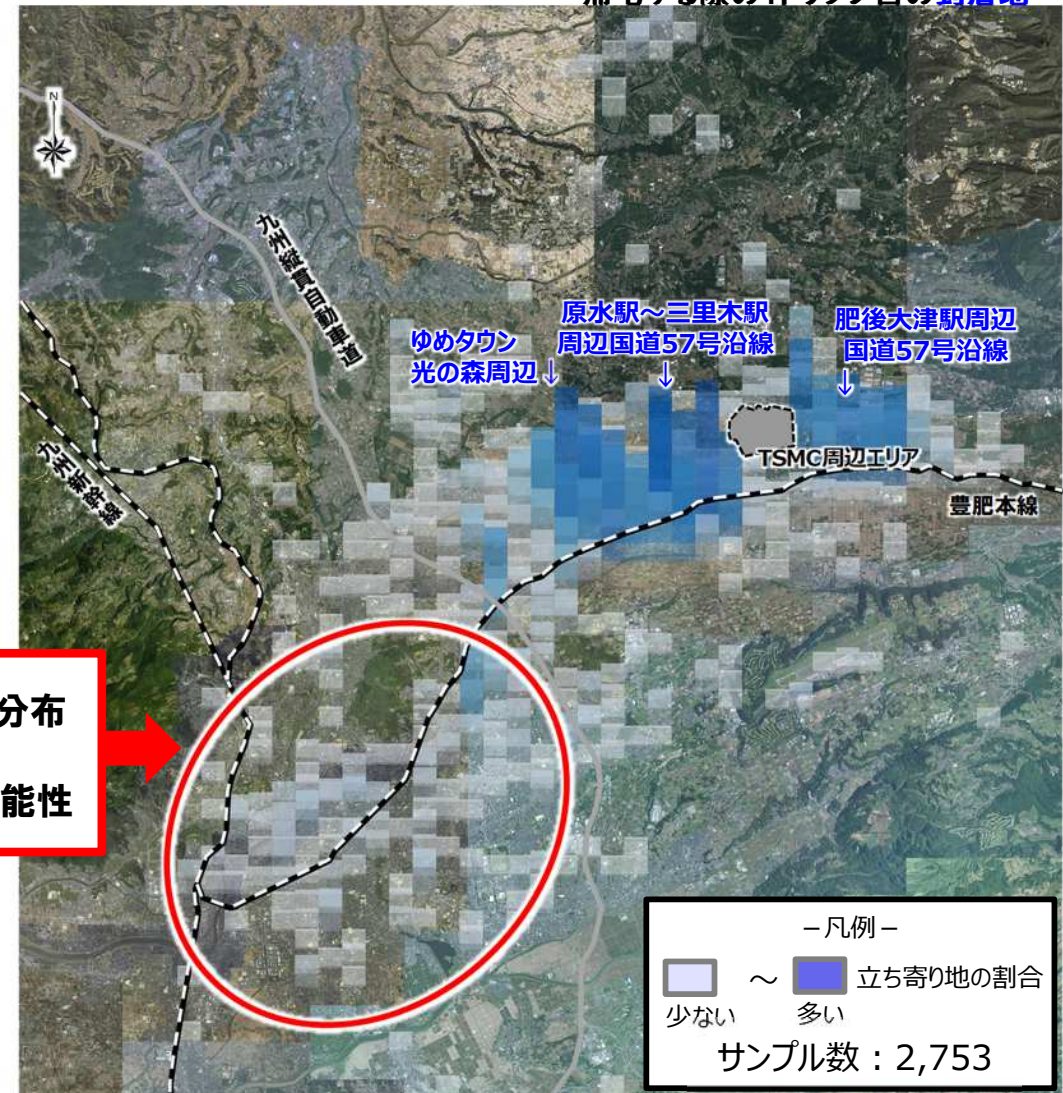 到着地
N
九州縦貫自動車道
ゆめタウン
光の森周辺↓
原水駅～三里木駅
周辺国道57号沿線
↓
肥後大津駅周辺
国道57号沿線
↓
TSMC周辺エリア
九州新幹線
豊肥本線
分布
能性
－凡例－
～ 立ち寄り地の割合
少ない 多い
サンプル数：2,753